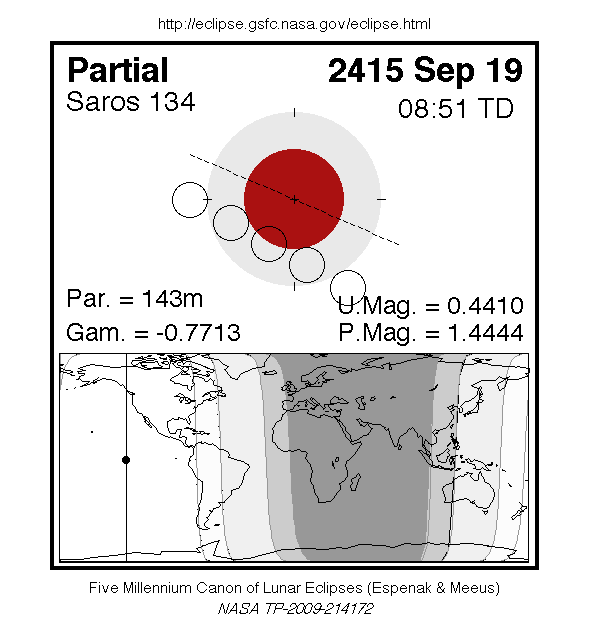 http://eclipse.gsfc.nasa.gov/eclipse.html
Partial 2415 Sep 19
Saros 134 08:51 TD
Par. = 143m U.Mag. = 0.4410
Gam. = -0.7713 P.Mag. = 1.4444
Five Millennium Canon of Lunar Eclipses (Espenak & Meeus)
NASA TP-2009-214172